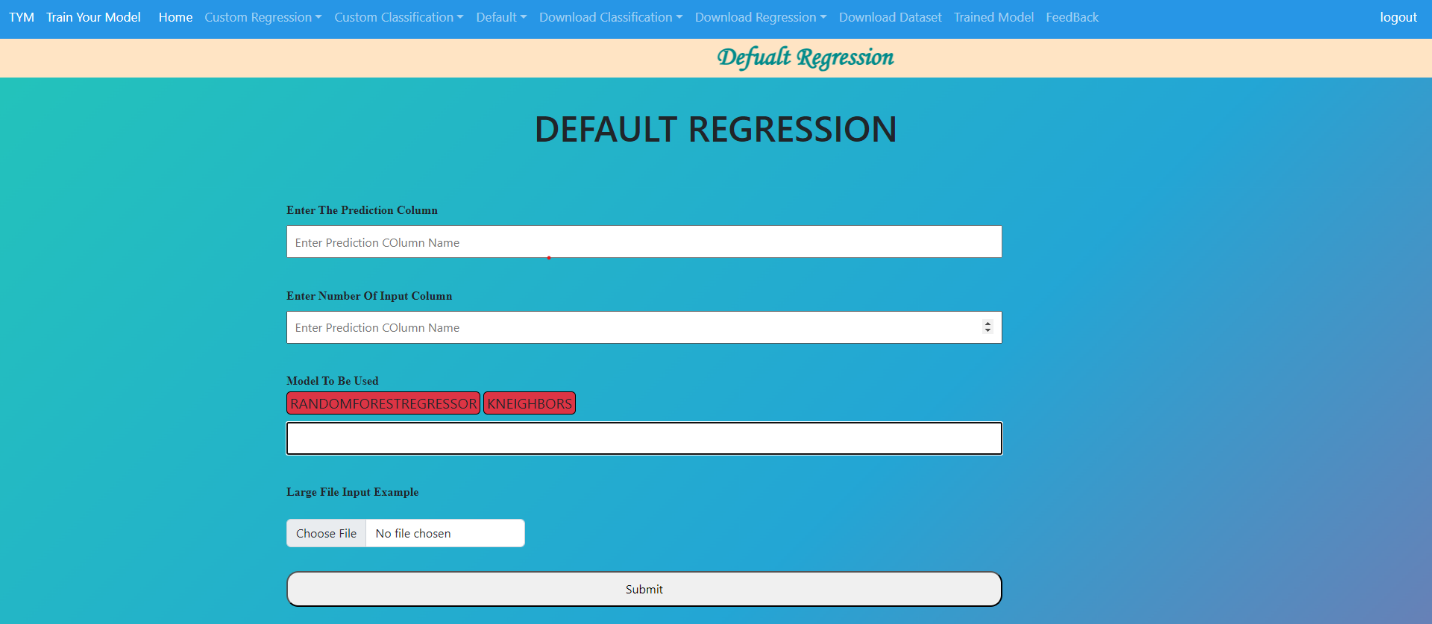 TYM Train Your Model Home Custom Regression Custom Classification Default Download Classification Download Regression Download Dataset Trained Model FeedBack logout
Defualt Regression
DEFAULT REGRESSION
Enter The Prediction Column
Enter Prediction COlumn Name
Enter Number Of Input Column
Enter Prediction COlumn Name
Model To Be Used
RANDOMFORESTREGRESSOR KNEIGHBORS
Large File Input Example
Choose File No file chosen
Submit